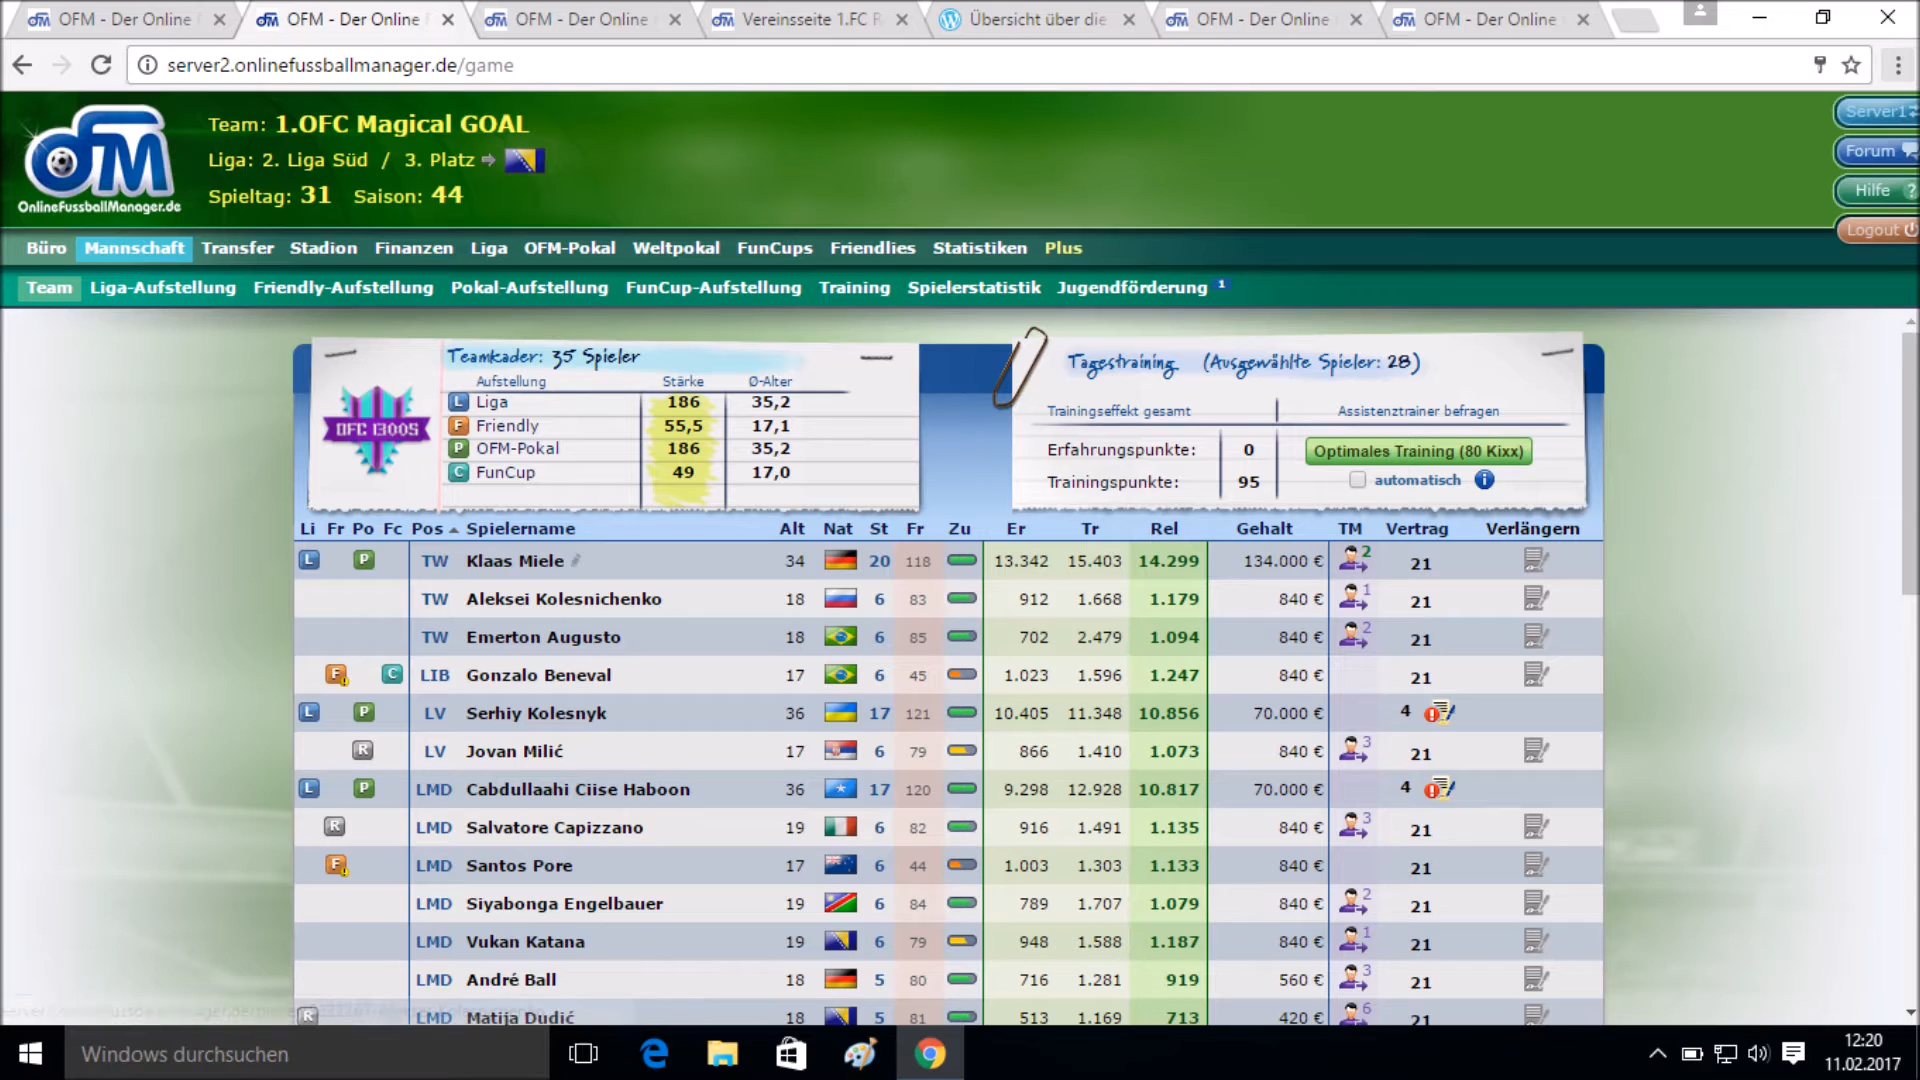 OFM - Der Online
OFM - Der Online
OFM - Der Online
Vereinsseite 1.FC
Übersicht über die
OFM - Der Online
OFM - Der Online
server2.onlinefussballmanager.de/game
OFM
OnlineFussballManager.de
Team: 1.OFC Magical GOAL
Liga: 2. Liga Süd / 3. Platz
Spieltag: 31 Saison: 44
Server1
Forum
Hilfe ?
Logout
Büro Mannschaft Transfer Stadion Finanzen Liga OFM-Pokal Weltpokal FunCups Friendlies Statistiken Plus
Team Liga-Aufstellung Friendly-Aufstellung Pokal-Aufstellung FunCup-Aufstellung Training Spielerstatistik Jugendförderung 1
OFC 13005
Teamkader: 35 Spieler
Aufstellung Stärke Ø-Alter
L Liga 186 35,2
F Friendly 55,5 17,1
P OFM-Pokal 186 35,2
C FunCup 49 17,0
Tagestraining (Ausgewählte Spieler: 28)
Trainingseffekt gesamt Assistenztrainer befragen
Erfahrungspunkte: 0 Optimales Training (80 Kixx)
Trainingspunkte: 95 automatisch i
Li Fr Po Fc Pos Spielername Alt Nat St Fr Zu Er Tr Rel Gehalt TM Vertrag Verlängern
L P TW Klaas Miele 34 20 118 13.342 15.403 14.299 134.000 € 2 21
TW Aleksei Kolesnichenko 18 6 83 912 1.668 1.179 840 € 1 21
TW Emerton Augusto 18 6 85 702 2.479 1.094 840 € 2 21
F C LIB Gonzalo Beneval 17 6 45 1.023 1.596 1.247 840 € 21
L P LV Serhiy Kolesnyk 36 17 121 10.405 11.348 10.856 70.000 € 4
R LV Jovan Milić 17 6 79 866 1.410 1.073 840 € 3 21
L P LMD Cabdullaahi Ciise Haboon 36 17 120 9.298 12.928 10.817 70.000 € 4
R LMD Salvatore Capizzano 19 6 82 916 1.491 1.135 840 € 3 21
F LMD Santos Pore 17 6 44 1.003 1.303 1.133 840 € 21
LMD Siyabonga Engelbauer 19 6 84 789 1.707 1.079 840 € 2 21
LMD Vukan Katana 19 6 79 948 1.588 1.187 840 € 1 21
LMD André Ball 18 5 80 716 1.281 919 560 € 3 21
R LMD Matija Dudić 18 5 81 513 1.169 713 420 € 6 21
Windows durchsuchen
12:20
11.02.2017